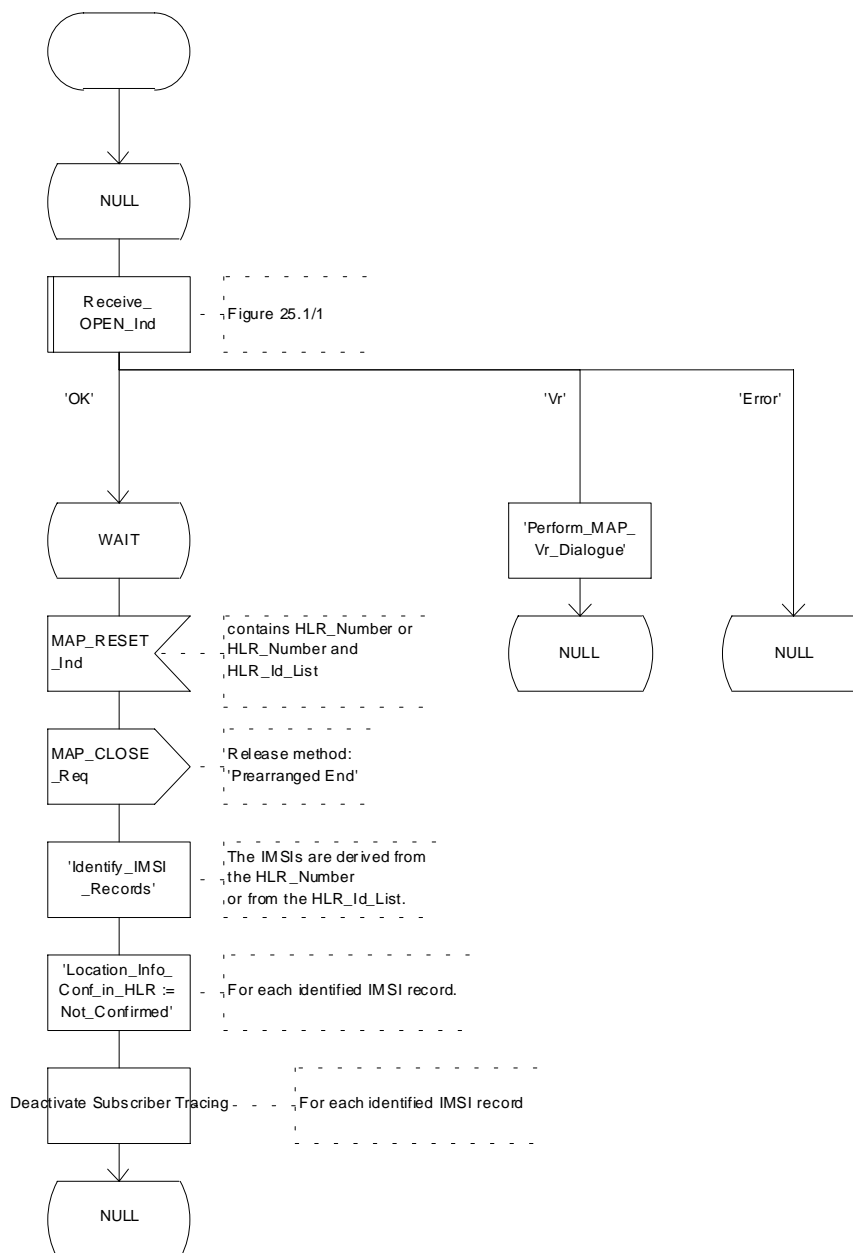 NULL
Receive_
OPEN_Ind
Figure 25.1/1
'OK'
'Vr'
'Error'
WAIT
'Perform_MAP_
Vr_Dialogue'
MAP_RESET
_Ind
contains HLR_Number or
HLR_Number and
HLR_Id_List
NULL
NULL
MAP_CLOSE
_Req
Release method:
'Prearranged End'
'Identify_IMSI
_Records'
The IMSIs are derived from
the HLR_Number
or from the HLR_Id_List.
'Location_Info_
Conf_in_HLR :=
Not_Confirmed'
For each identified IMSI record.
Deactivate Subscriber Tracing
For each identified IMSI record
NULL